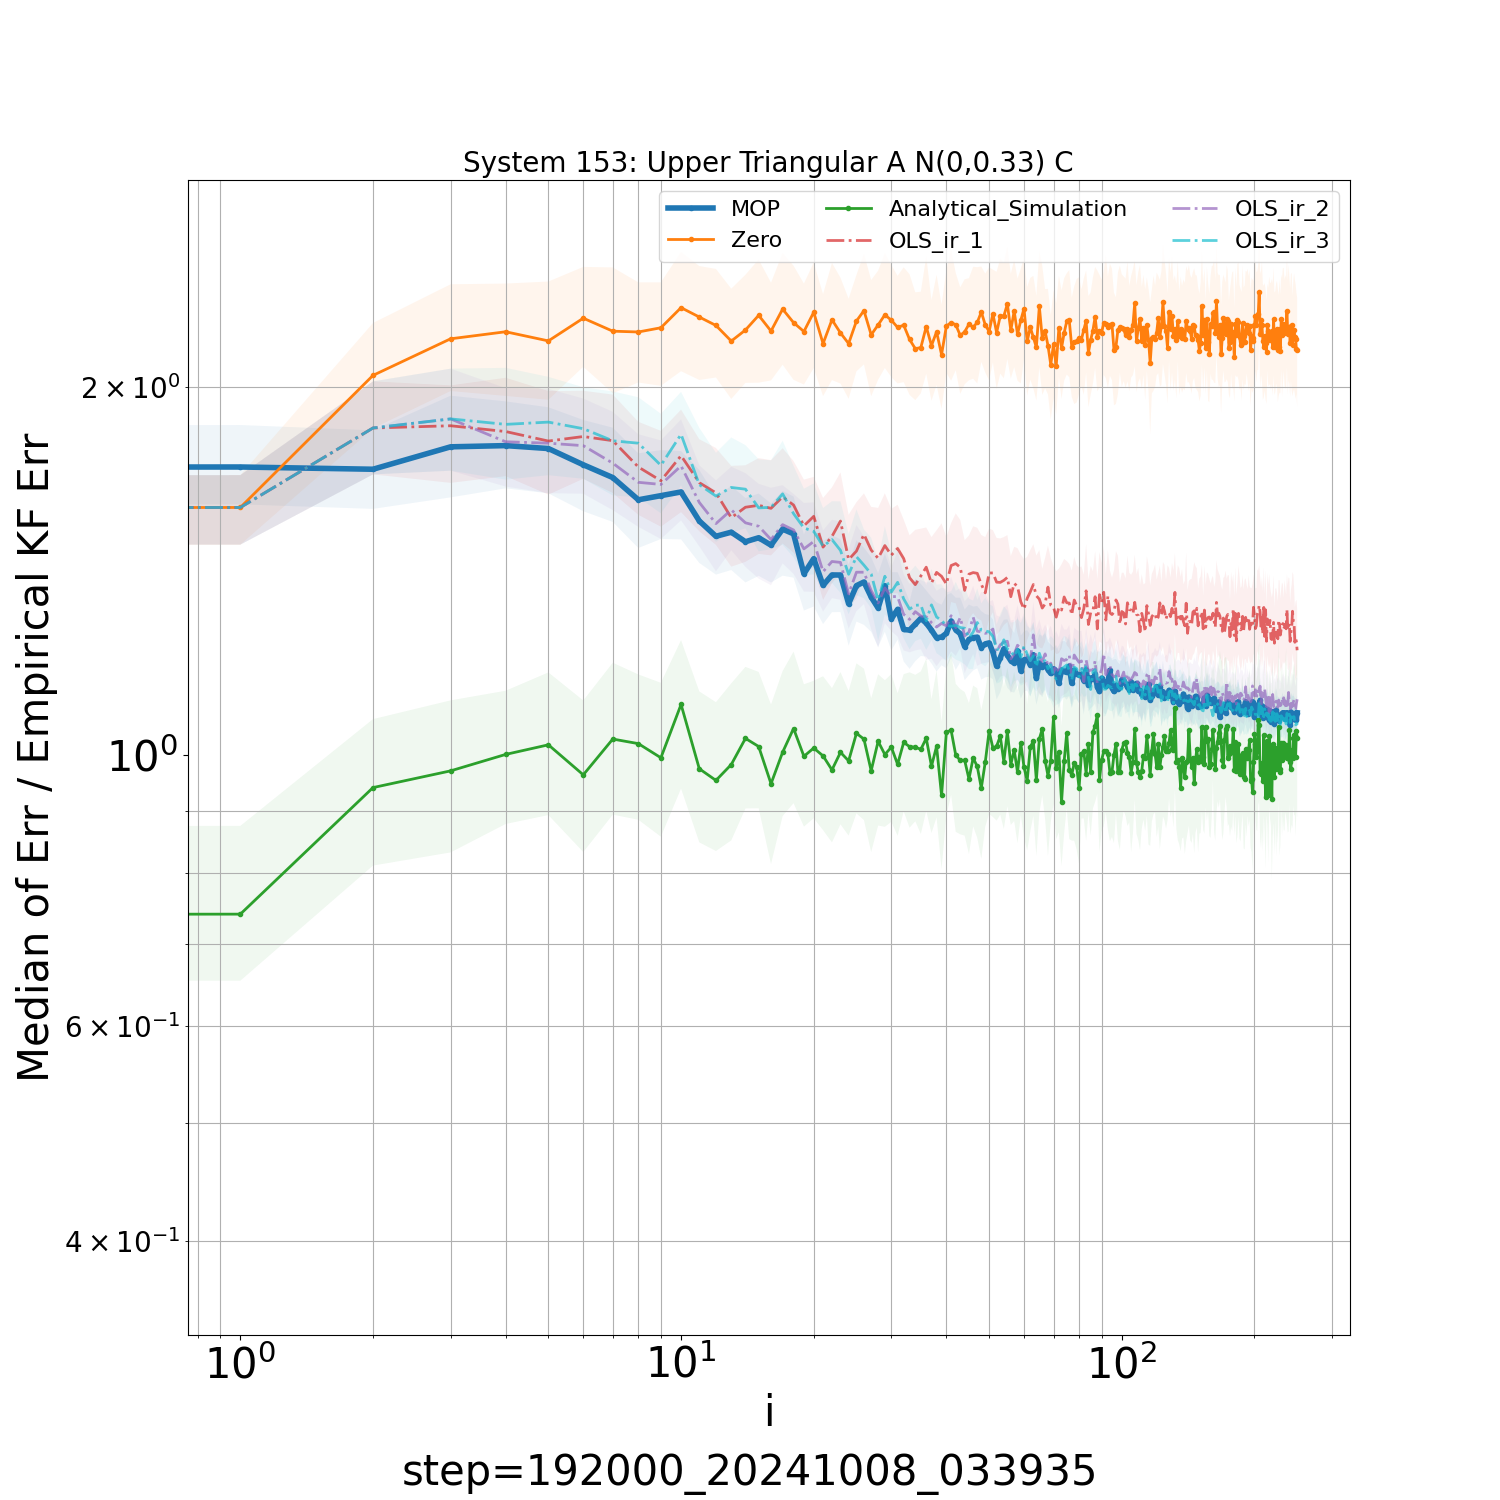 System 153: Upper Triangular A N(0,0.33) C
MOP
Zero
Analytical_Simulation
OLS_ir_1
OLS_ir_2
OLS_ir_3
Median of Err / Empirical KF Err
2 × 10⁰
10⁰
6 × 10⁻¹
4 × 10⁻¹
10⁰
10¹
10²
i
step=192000_20241008_033935